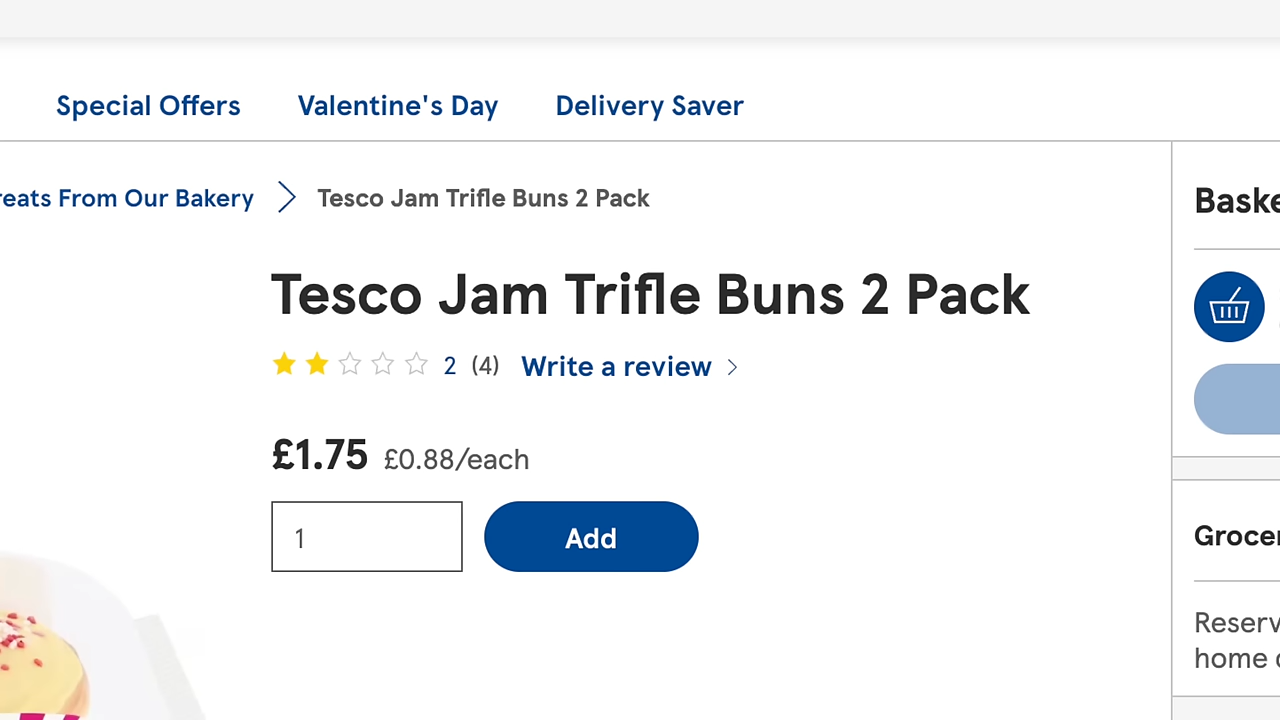 Special Offers Valentine's Day Delivery Saver
reats From Our Bakery Tesco Jam Trifle Buns 2 Pack
Baske
Tesco Jam Trifle Buns 2 Pack
2 (4) Write a review
£1.75 £0.88/each
1 Add
Grocer
Reserv
home